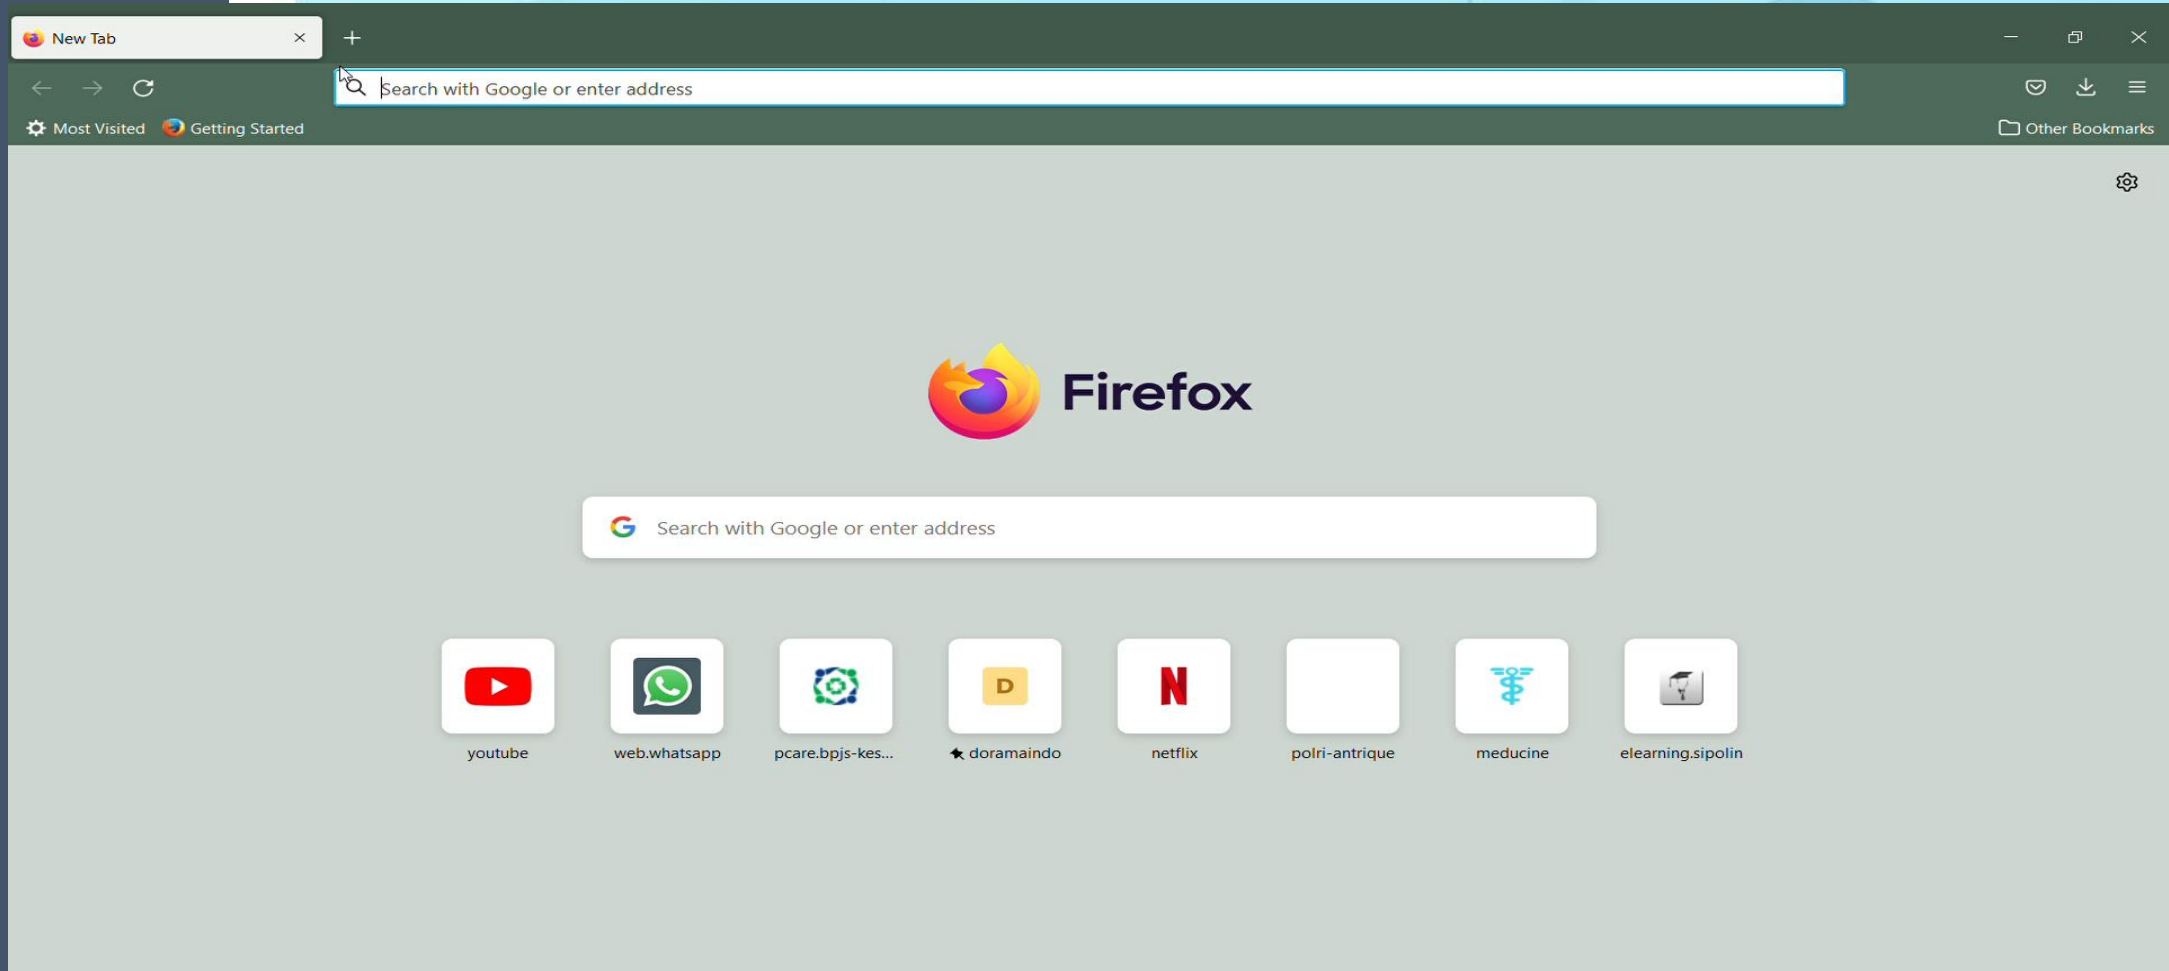 New Tab
Search with Google or enter address
Most Visited Getting Started Other Bookmarks
Firefox
Search with Google or enter address
D N
youtube web.whatsapp pcare.bpjs-kes... doramaindo netflix polri-antrique meducine elearning.sipolin